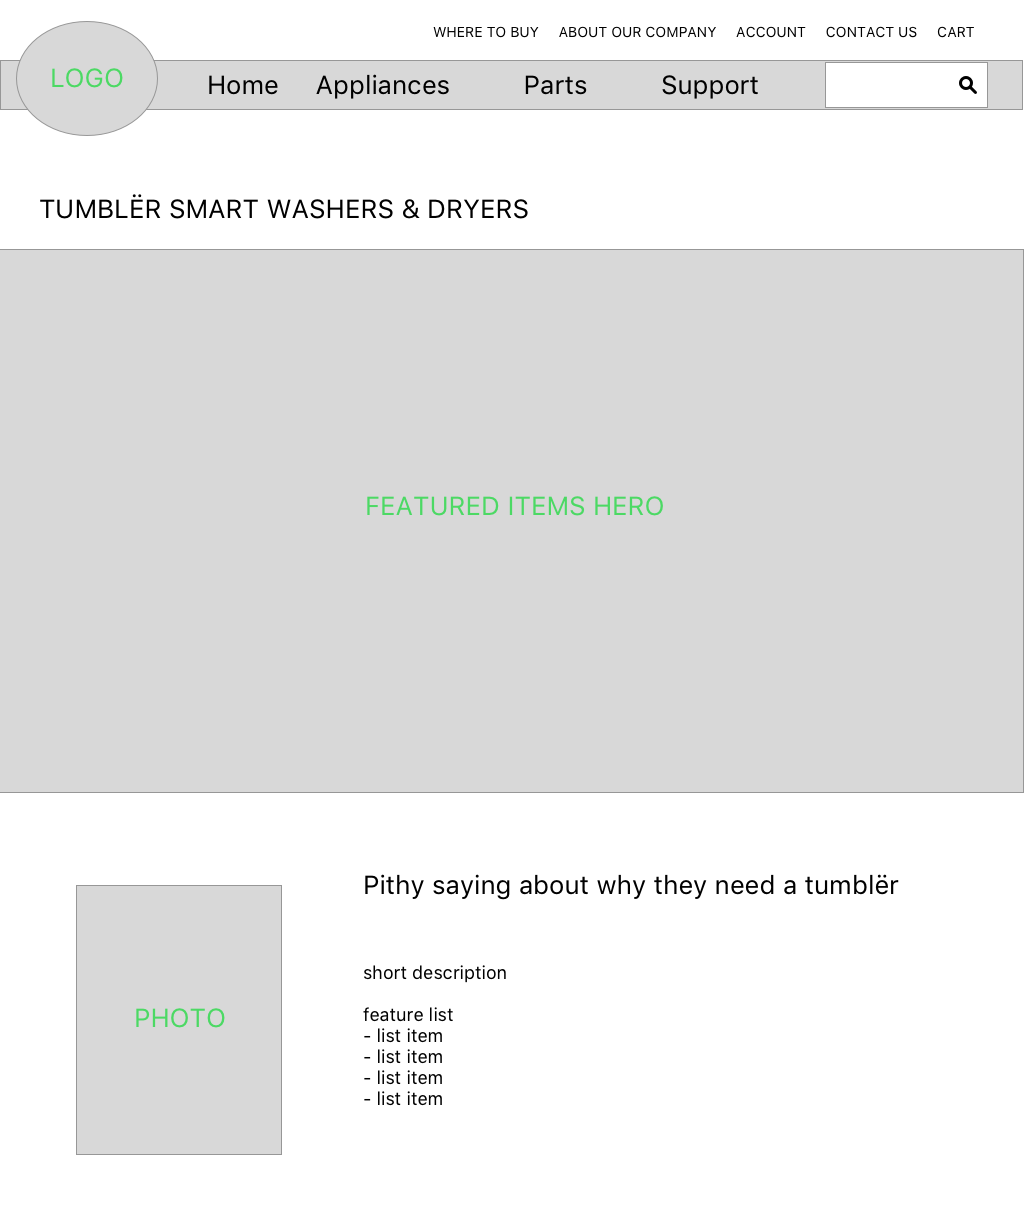 WHERE TO BUY ABOUT OUR COMPANY ACCOUNT CONTACT US CART
LOGO
Home Appliances Parts Support
TUMBLËR SMART WASHERS & DRYERS
FEATURED ITEMS HERO
PHOTO
Pithy saying about why they need a tumblër
short description
feature list
- list item
- list item
- list item
- list item